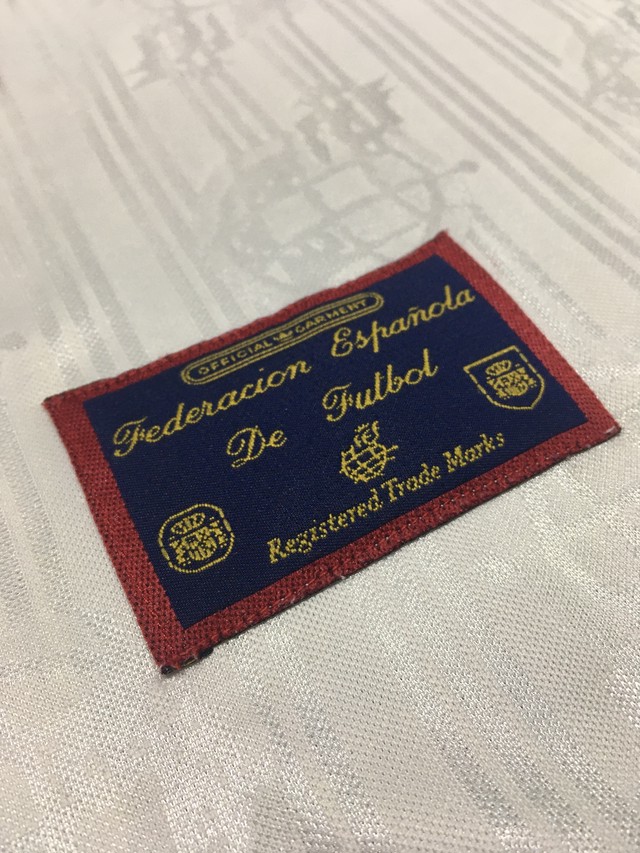 OFFICIAL GARMENT
Federacion Española
De Futbol
Registered Trade Marks